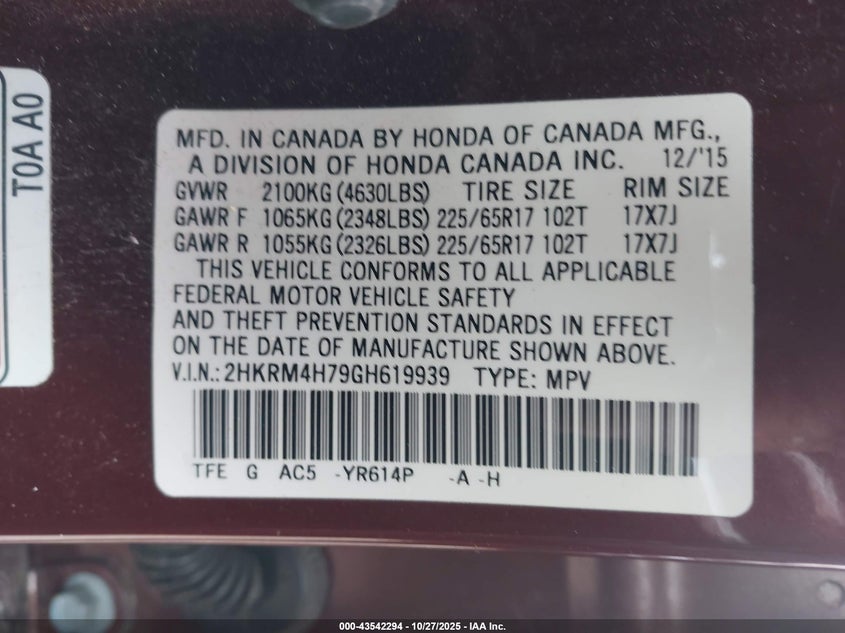 T0A A0
MFD. IN CANADA BY HONDA OF CANADA MFG.,
A DIVISION OF HONDA CANADA INC. 12/'15
GVWR 2100KG(4630LBS) TIRE SIZE RIM SIZE
GAWR F 1065KG(2348LBS) 225/65R17 102T 17X7J
GAWR R 1055KG(2326LBS) 225/65R17 102T 17X7J
THIS VEHICLE CONFORMS TO ALL APPLICABLE
FEDERAL MOTOR VEHICLE SAFETY
AND THEFT PREVENTION STANDARDS IN EFFECT
ON THE DATE OF MANUFACTURE SHOWN ABOVE.
V.I.N.: 2HKRM4H79GH619939 TYPE: MPV
TFE G AC5 -YR614P -A -H
000-43542294 - 10/27/2025 - IAA Inc.